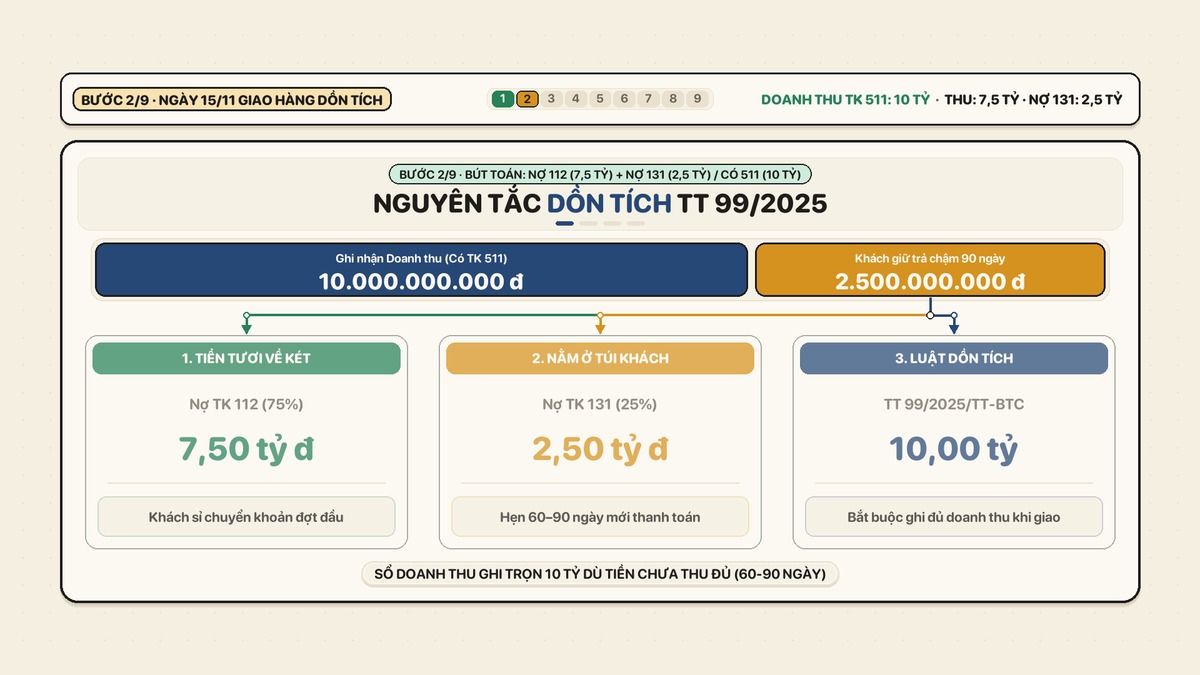 BƯỚC 2/9 · NGÀY 15/11 GIAO HÀNG DỒN TÍCH
1 2 3 4 5 6 7 8 9
DOANH THU TK 511: 10 TỶ · THU: 7,5 TỶ · NỢ 131: 2,5 TỶ
BƯỚC 2/9 · BÚT TOÁN: NỢ 112 (7,5 TỶ) + NỢ 131 (2,5 TỶ) / CÓ 511 (10 TỶ)
NGUYÊN TẮC DỒN TÍCH TT 99/2025
Ghi nhận Doanh thu (Có TK 511)
10.000.000.000 đ
Khách giữ trả chậm 90 ngày
2.500.000.000 đ
1. TIỀN TƯƠI VỀ KÉT
Nợ TK 112 (75%)
7,50 tỷ đ
Khách sỉ chuyển khoản đợt đầu
2. NẰM Ở TÚI KHÁCH
Nợ TK 131 (25%)
2,50 tỷ đ
Hẹn 60–90 ngày mới thanh toán
3. LUẬT DỒN TÍCH
TT 99/2025/TT-BTC
10,00 tỷ
Bắt buộc ghi đủ doanh thu khi giao
SỔ DOANH THU GHI TRỌN 10 TỶ DÙ TIỀN CHƯA THU ĐỦ (60-90 NGÀY)